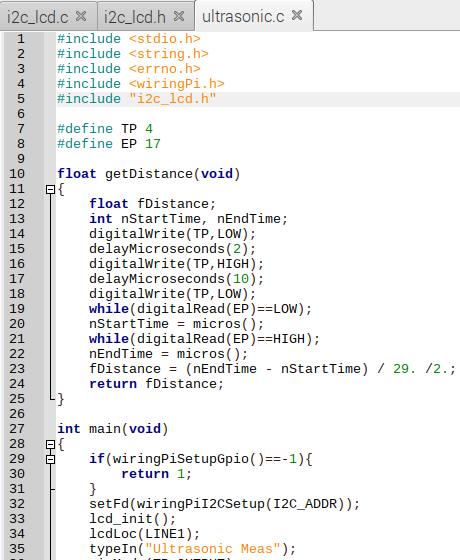 i2c_lcd.c i2c_lcd.h ultrasonic.c
1 #include <stdio.h>
2 #include <string.h>
3 #include <errno.h>
4 #include <wiringPi.h>
5 #include "i2c_lcd.h"
6
7 #define TP 4
8 #define EP 17
9
10 float getDistance(void)
11 {
12 float fDistance;
13 int nStartTime, nEndTime;
14 digitalWrite(TP,LOW);
15 delayMicroseconds(2);
16 digitalWrite(TP,HIGH);
17 delayMicroseconds(10);
18 digitalWrite(TP,LOW);
19 while(digitalRead(EP)==LOW);
20 nStartTime = micros();
21 while(digitalRead(EP)==HIGH);
22 nEndTime = micros();
23 fDistance = (nEndTime - nStartTime) / 29. /2.;
24 return fDistance;
25 }
26
27 int main(void)
28 {
29 if(wiringPiSetupGpio()==-1){
30 return 1;
31 }
32 setFd(wiringPiI2CSetup(I2C_ADDR));
33 lcd_init();
34 lcdLoc(LINE1);
35 typeIn("Ultrasonic Meas");